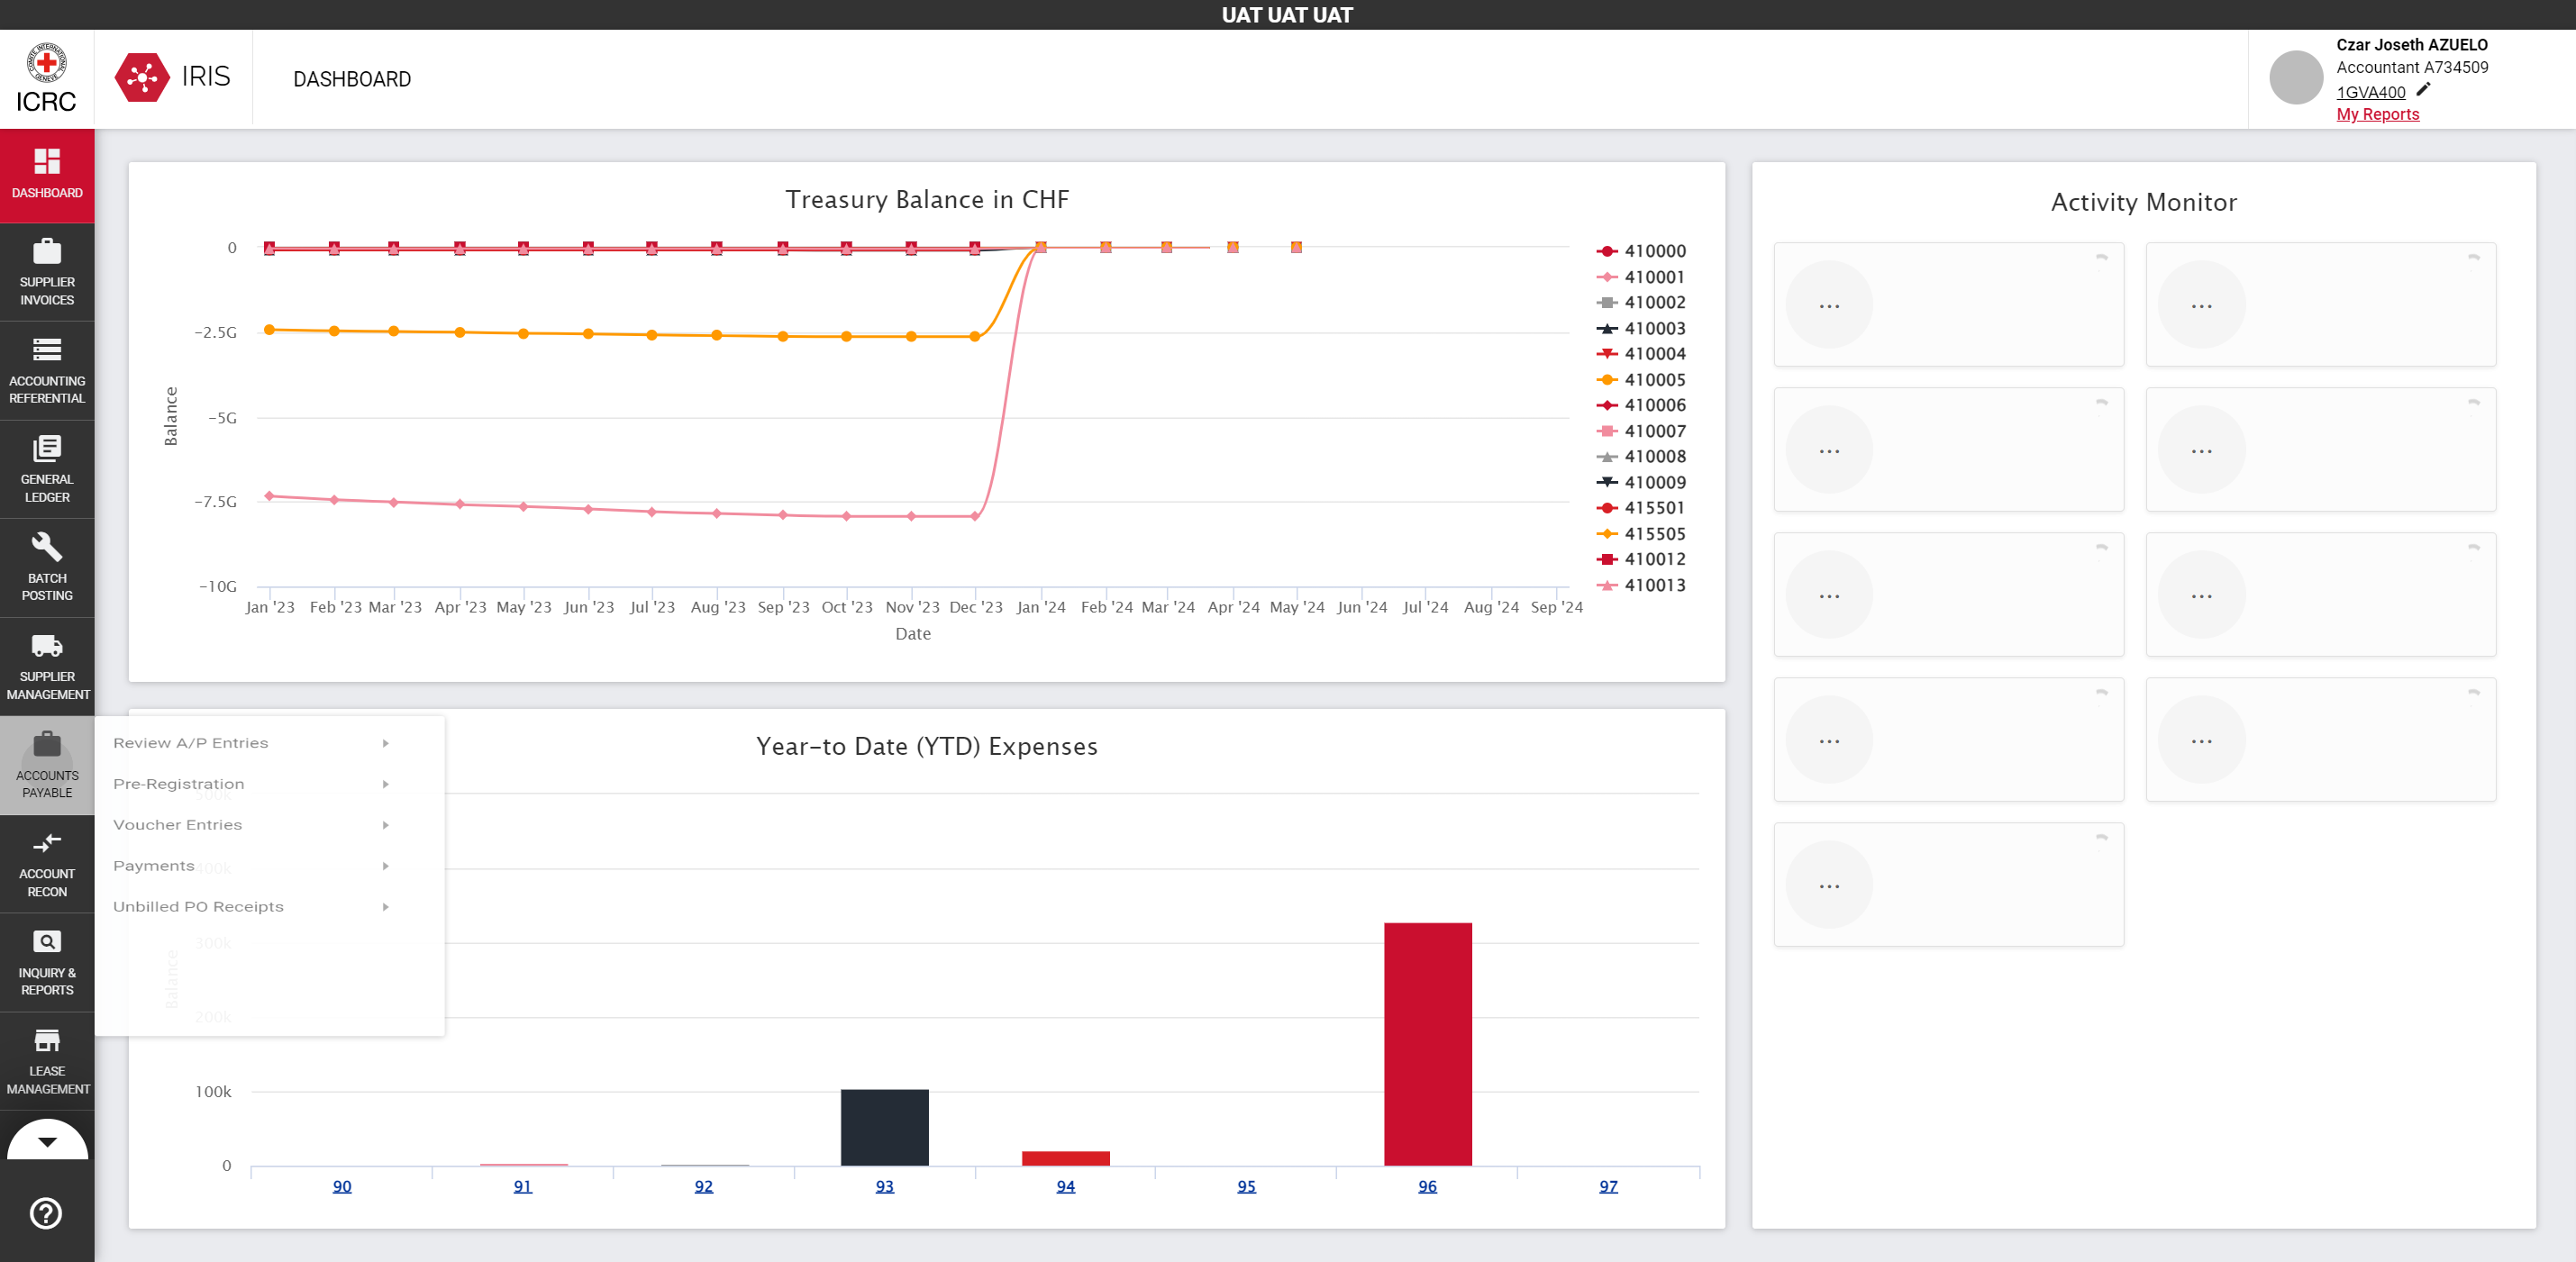 UAT UAT UAT
ICRC
IRIS
DASHBOARD
Czar Joseth AZUELO
Accountant A734509
1GVA400
My Reports
DASHBOARD
SUPPLIER
INVOICES
ACCOUNTING
REFERENTIAL
GENERAL
LEDGER
BATCH
POSTING
SUPPLIER
MANAGEMENT
ACCOUNTS
PAYABLE
ACCOUNT
RECON
INQUIRY &
REPORTS
LEASE
MANAGEMENT
Review A/P Entries
Pre-Registration
Voucher Entries
Payments
Unbilled PO Receipts
Treasury Balance in CHF
0
-2.5G
-5G
-7.5G
-10G
Balance
Jan '23 Feb '23 Mar '23 Apr '23 May '23 Jun '23 Jul '23 Aug '23 Sep '23 Oct '23 Nov '23 Dec '23 Jan '24 Feb '24 Mar '24 Apr '24 May '24 Jun '24 Jul '24 Aug '24 Sep '24
Date
410000
410001
410002
410003
410004
410005
410006
410007
410008
410009
415501
415505
410012
410013
Year-to Date (YTD) Expenses
500k
400k
300k
200k
100k
0
Balance
90 91 92 93 94 95 96 97
Activity Monitor
...
...
...
...
...
...
...
...
...